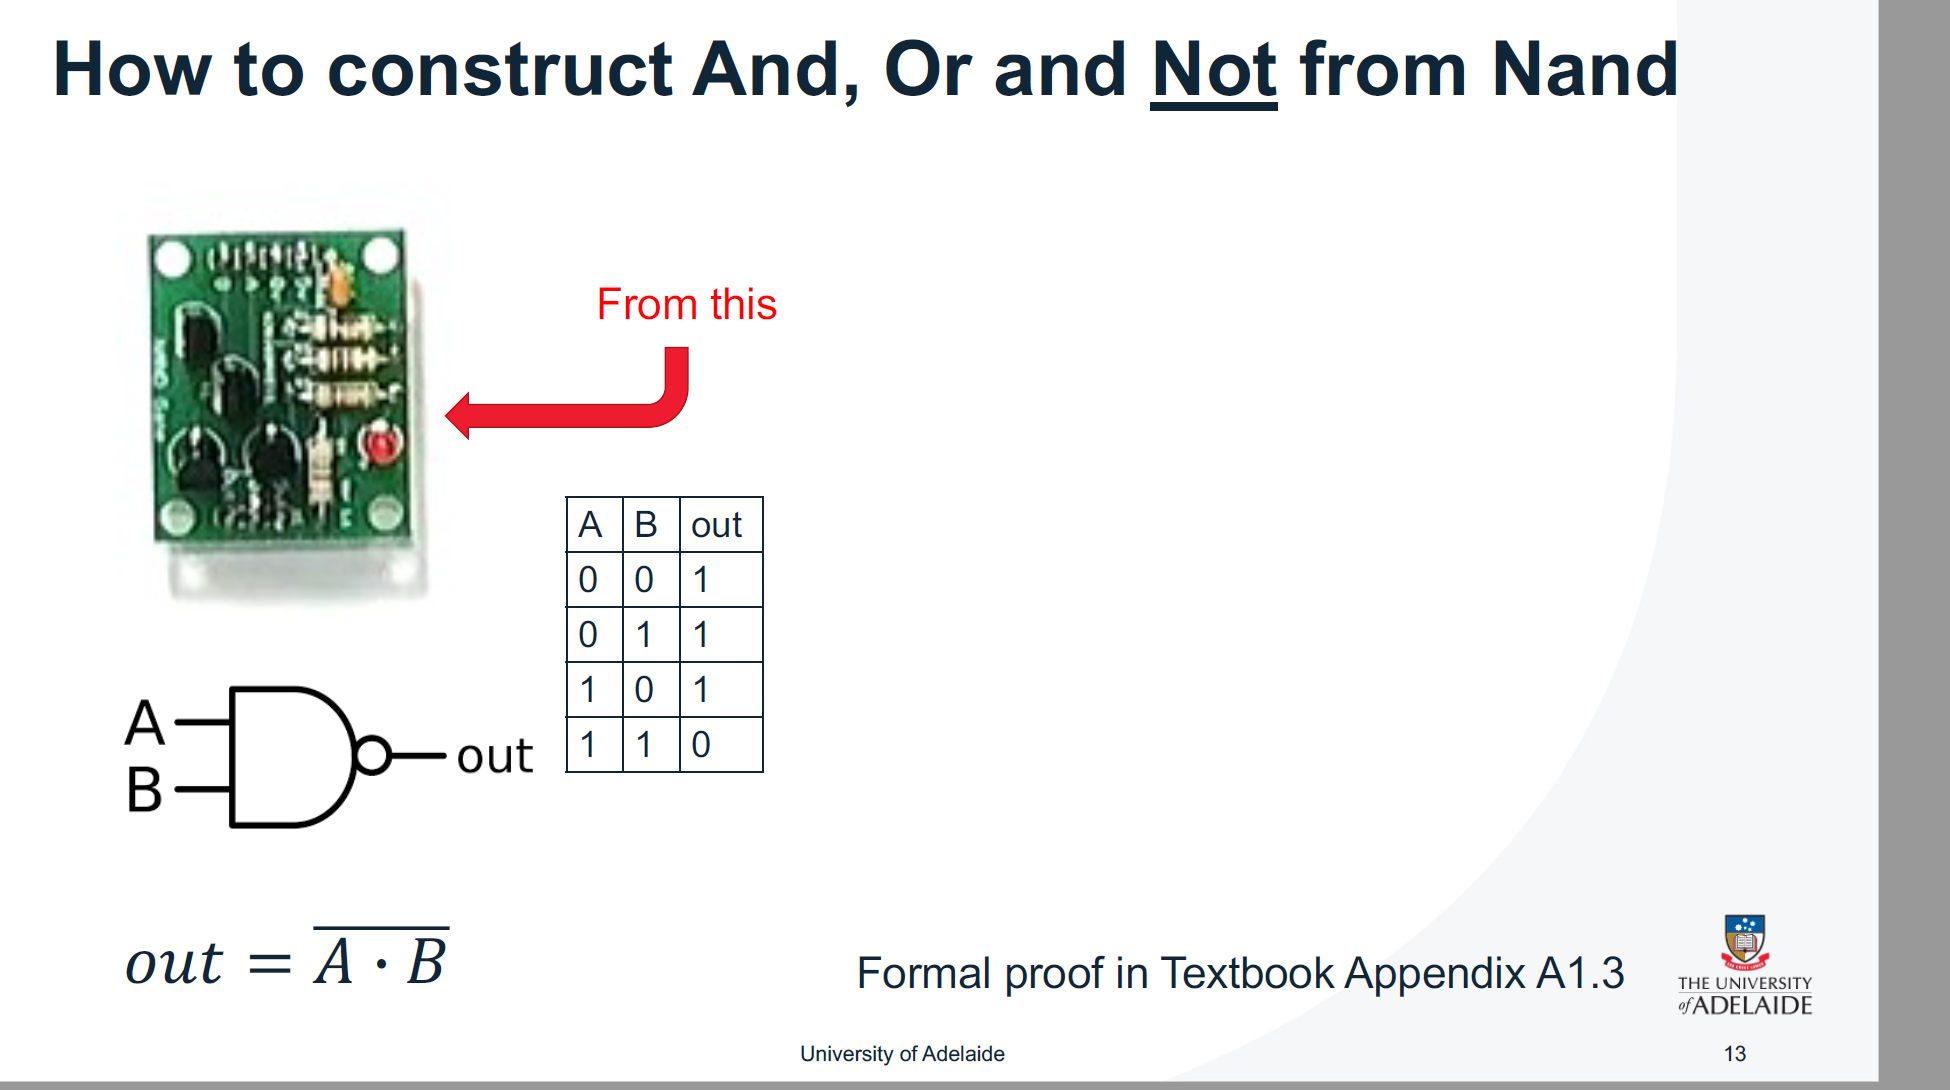 How to construct And, Or and Not from Nand
From this
A B out
0 0 1
0 1 1
1 0 1
1 1 0
A
B
out
out = \overline{A · B}
Formal proof in Textbook Appendix A1.3
THE UNIVERSITY
of ADELAIDE
University of Adelaide
13